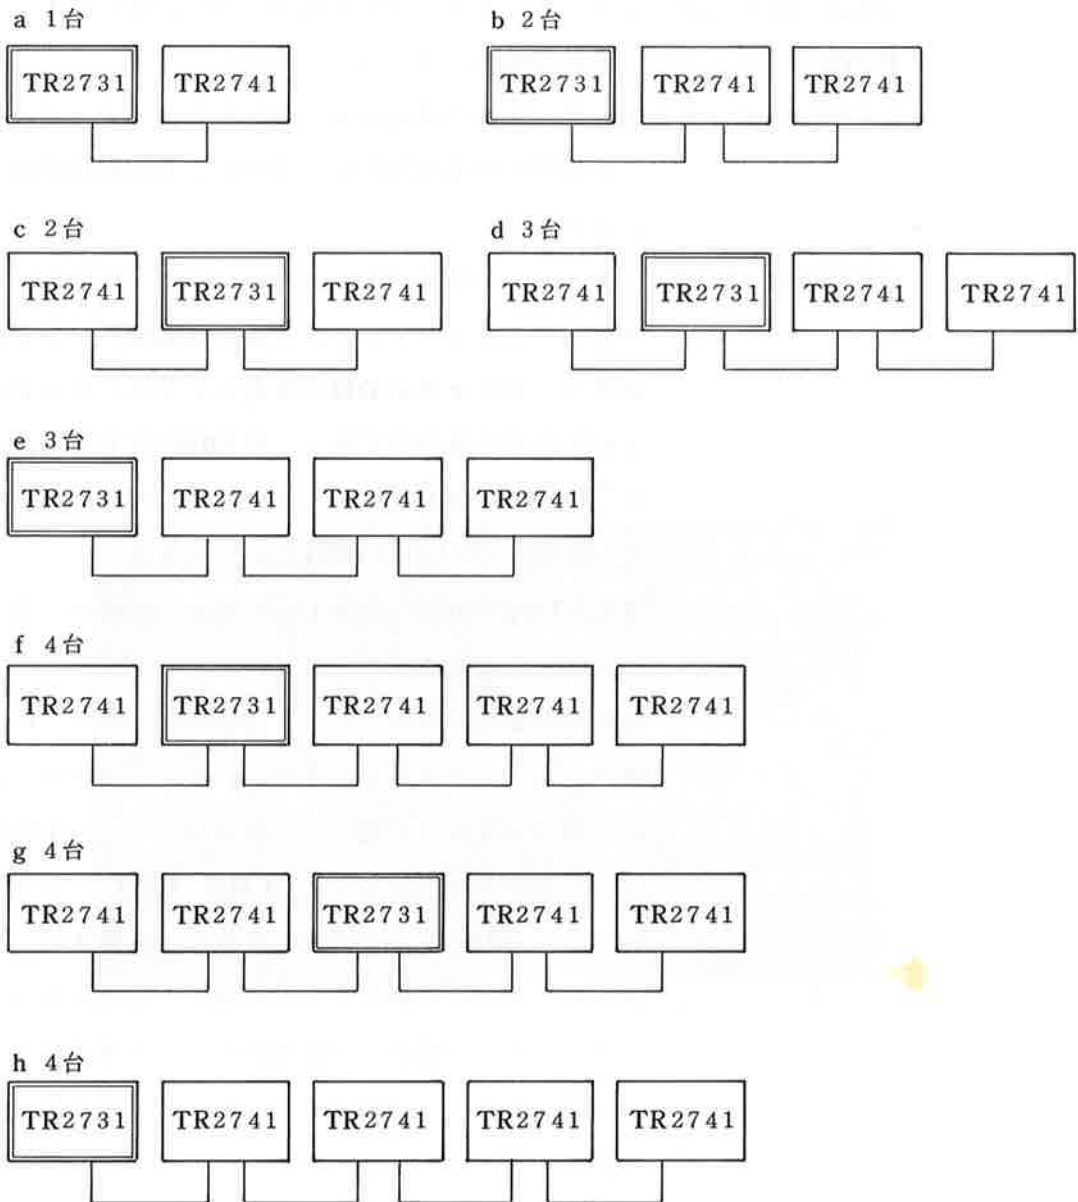 a 1台
b 2台
TR2731 TR2741
TR2731 TR2741 TR2741
c 2台
d 3台
TR2741 TR2731 TR2741
TR2741 TR2731 TR2741 TR2741
e 3台
TR2731 TR2741 TR2741 TR2741
f 4台
TR2741 TR2731 TR2741 TR2741 TR2741
g 4台
TR2741 TR2741 TR2731 TR2741 TR2741
h 4台
TR2731 TR2741 TR2741 TR2741 TR2741